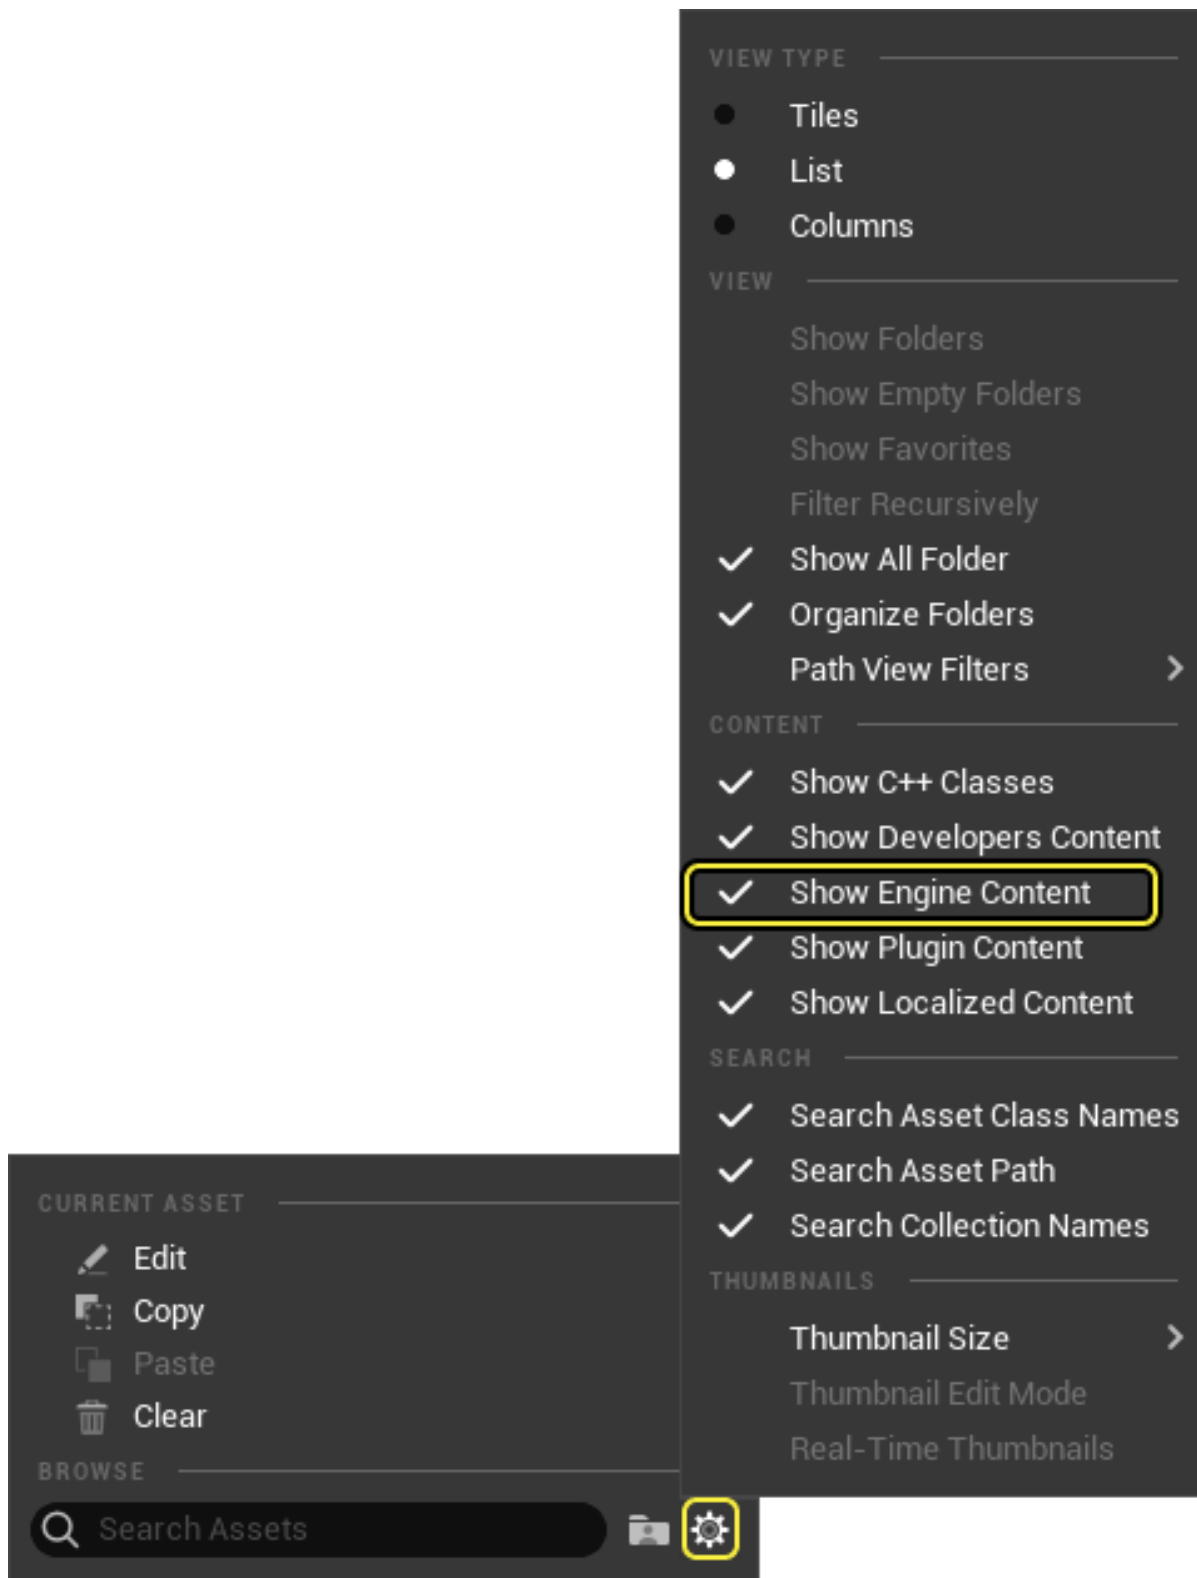 VIEW TYPE
Tiles
List
Columns
VIEW
Show Folders
Show Empty Folders
Show Favorites
Filter Recursively
Show All Folder
Organize Folders
Path View Filters
CONTENT
Show C++ Classes
Show Developers Content
Show Engine Content
Show Plugin Content
Show Localized Content
SEARCH
Search Asset Class Names
Search Asset Path
Search Collection Names
THUMBNAILS
Thumbnail Size
Thumbnail Edit Mode
Real-Time Thumbnails
CURRENT ASSET
Edit
Copy
Paste
Clear
BROWSE
Search Assets